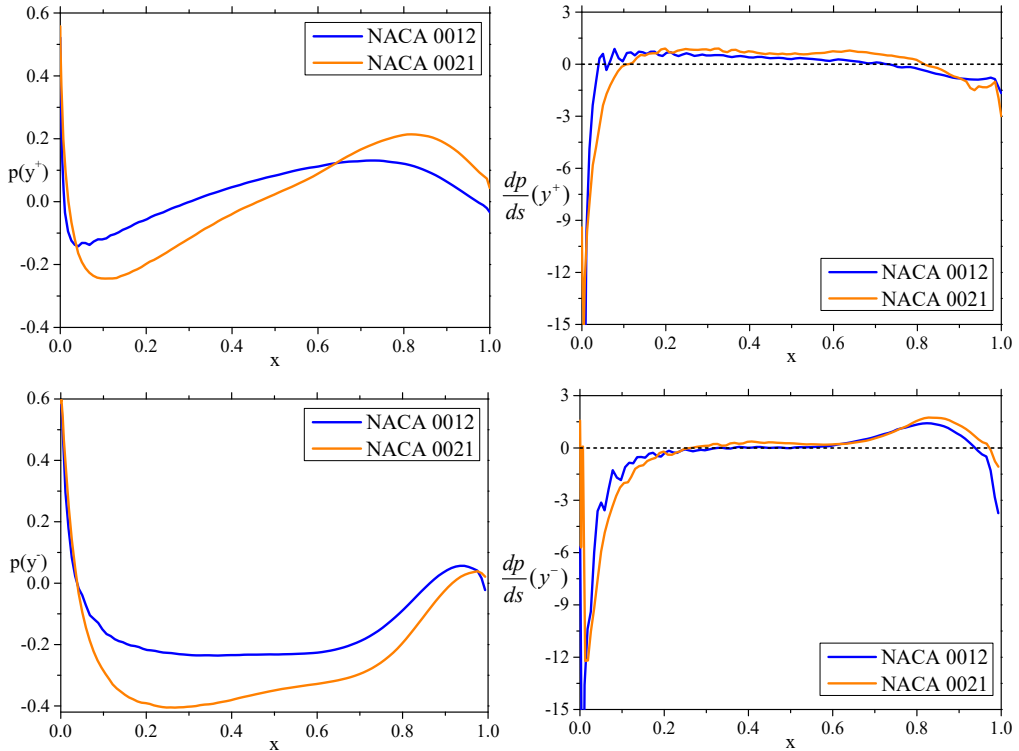 0.6
0.4
0.2
0.0
-0.2
-0.4
p(y⁺)
NACA 0012
NACA 0021
0.0 0.2 0.4 0.6 0.8 1.0
x
3
0
-3
-6
-9
-12
-15
dp/ds(y⁺)
NACA 0012
NACA 0021
0.0 0.2 0.4 0.6 0.8 1.0
x
0.6
0.4
0.2
0.0
-0.2
-0.4
p(y⁻)
NACA 0012
NACA 0021
0.0 0.2 0.4 0.6 0.8 1.0
x
3
0
-3
-6
-9
-12
-15
dp/ds(y⁻)
NACA 0012
NACA 0021
0.0 0.2 0.4 0.6 0.8 1.0
x